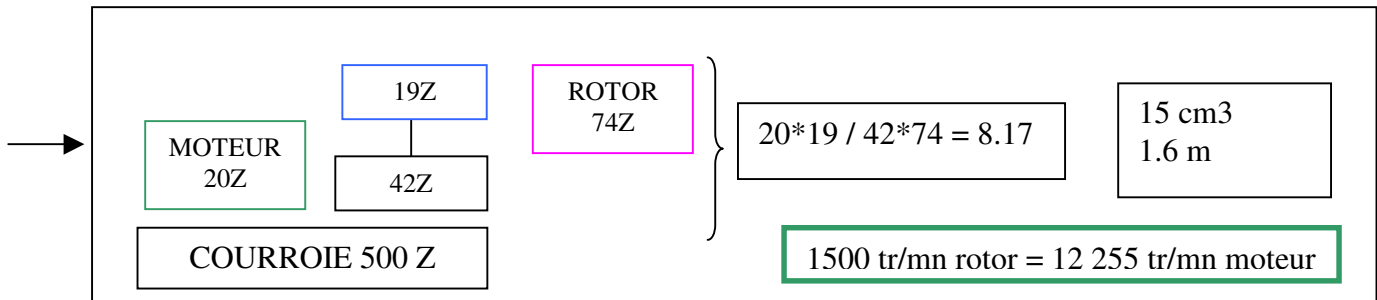 MOTEUR
20Z
19Z
42Z
COURROIE 500 Z
ROTOR
74Z
20*19 / 42*74 = 8.17
15 cm3
1.6 m
1500 tr/mn rotor = 12 255 tr/mn moteur